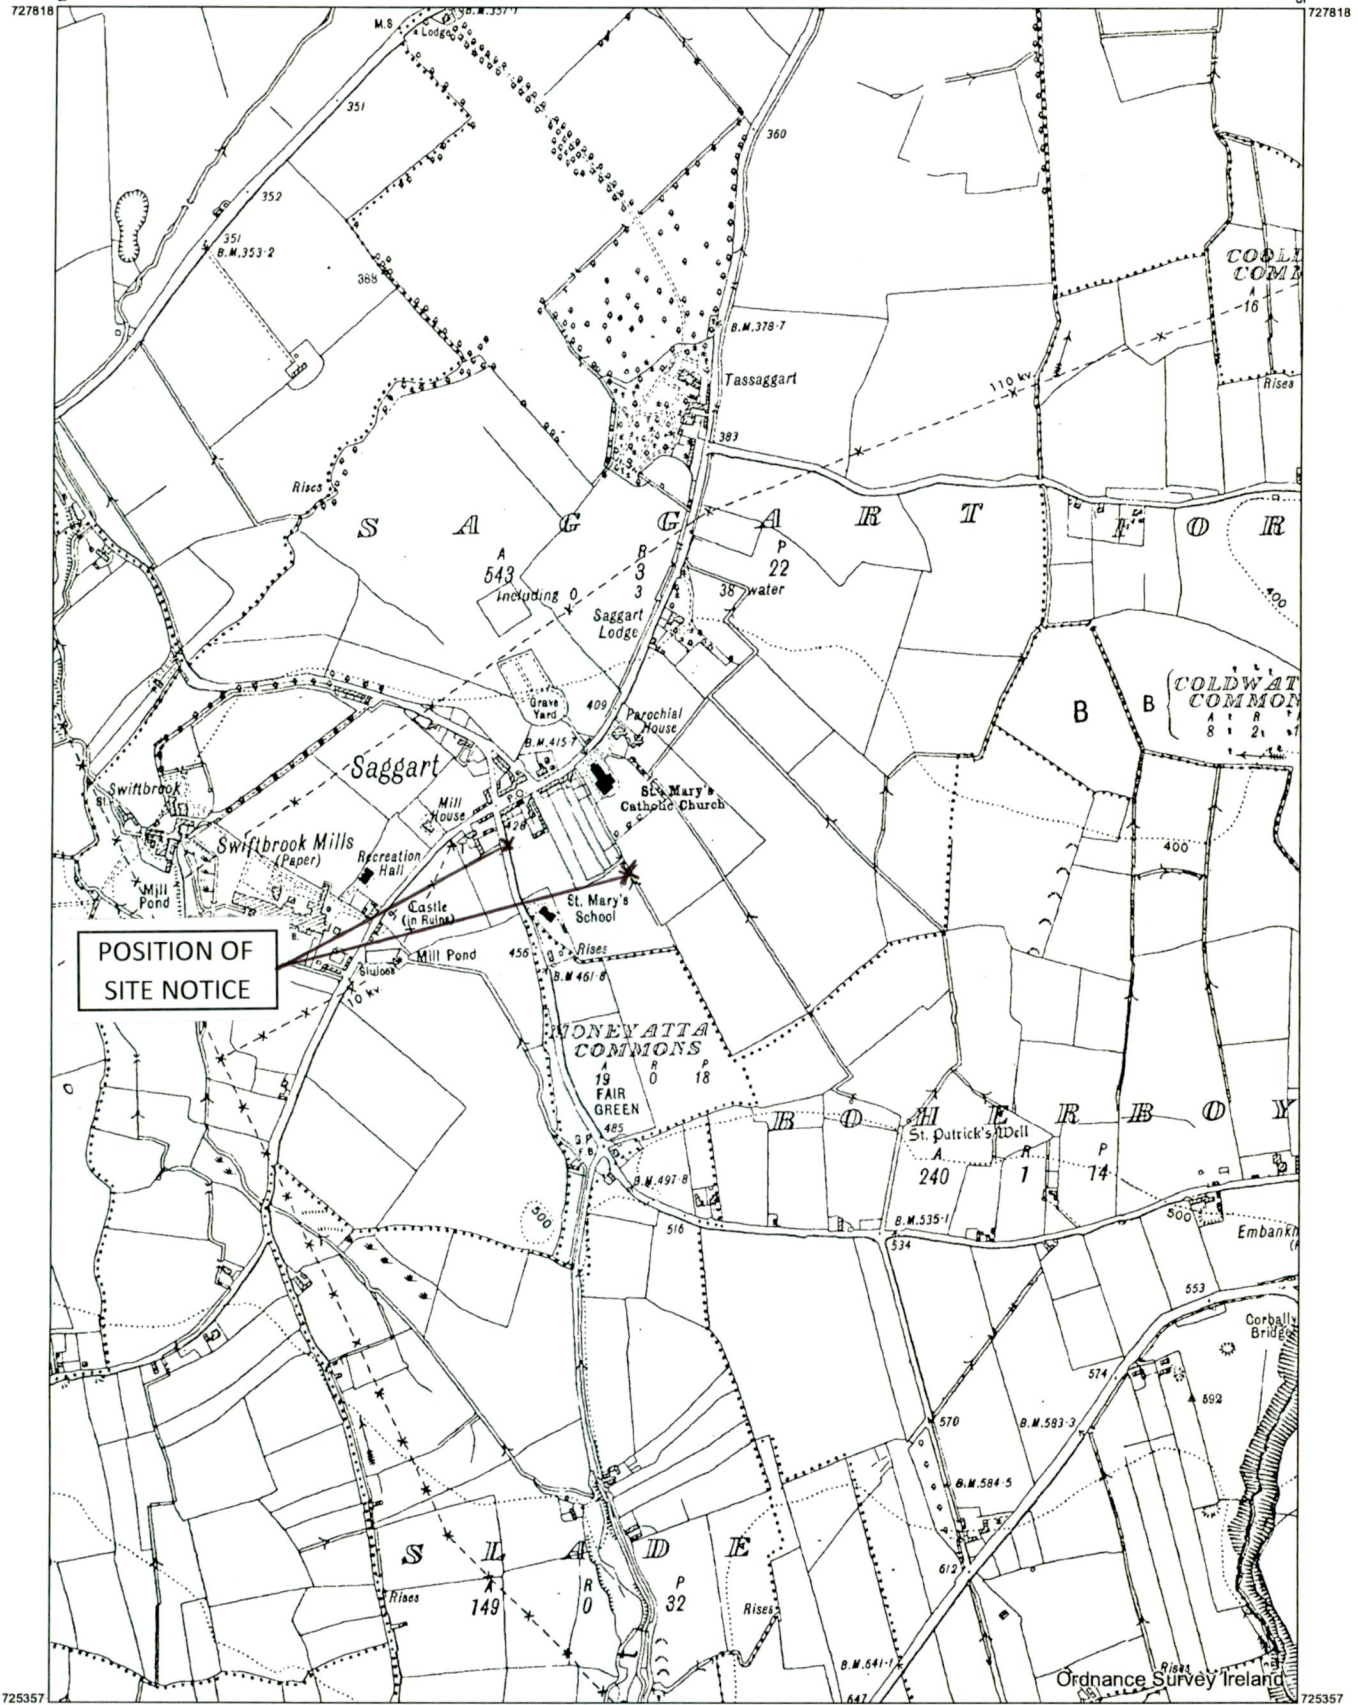 727818
727818
B.M.357·1
M.S
Lodge
351
360
352
351
B.M.353·2
388
COMM
A
16
B.M.378·7
110 kv.
Tassaggart
Rises
383
Rises
S A G G A R T
F O R
A R P
543 3 22
Including 0 3 38 water
400
Saggart
Lodge
COLDWAT
COMMON
A R
8 2
B B
Grave
Yard
409
Parochial
House
B.M.415·7
Saggart
Swiftbrook
St. Mary's
Catholic Church
Mill
House
P.O.
428
Swiftbrook Mills
(Paper)
Recreation
Hall
400
Mill
Pond
Castle
(in Ruins)
St. Mary's
School
POSITION OF
SITE NOTICE
456
Rises
Mill Pond
Sluices
B.M.461·8
10 kv.
MONEYATTA
COMMONS
A R P
19 0 18
FAIR
GREEN
485
B O H E R B O Y
St. Patrick's Well
A R P
240 1 14
B.M.497·8
500
516
B.M.535·1
534
500
Embankm
553
Corbally
Bridge
574
592
570
B.M.583·3
B.M.584·5
S L A D E
612
A R P
149 0 32
Rises
Rises
B.M.641·1
Rises
647
Ordnance Survey Ireland
725357
725357